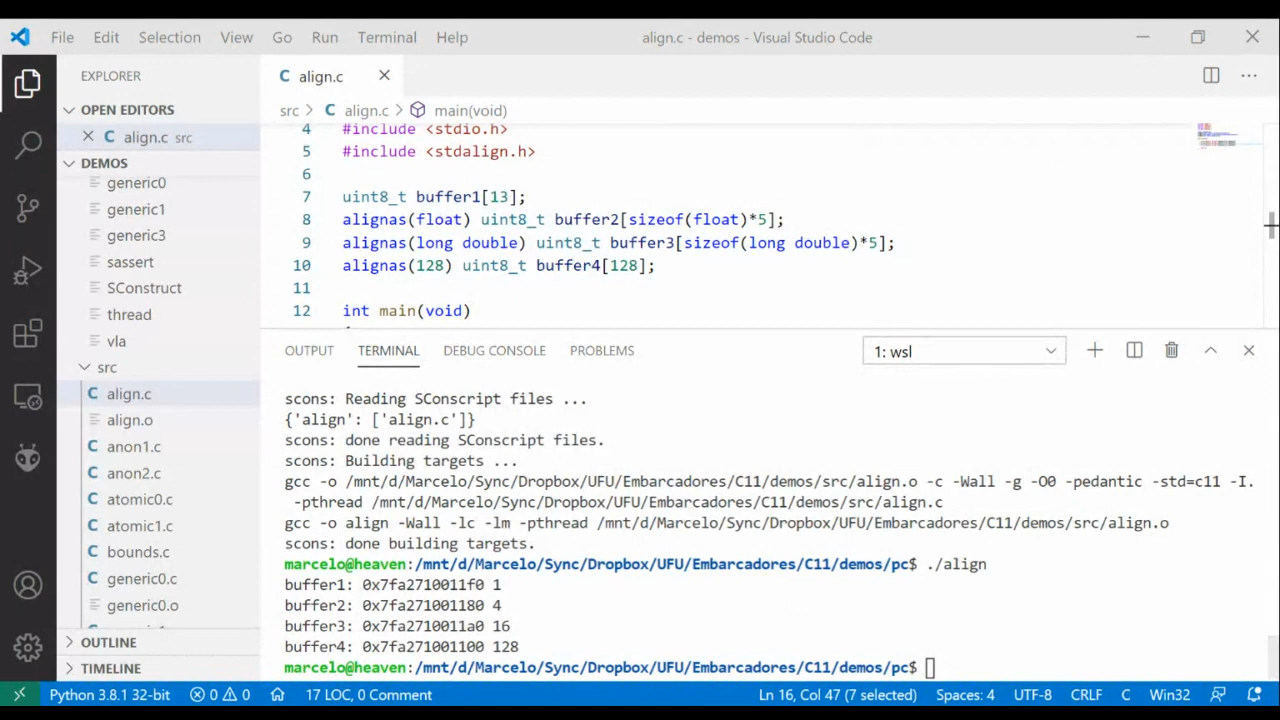 File Edit Selection View Go Run Terminal Help align.c - demos - Visual Studio Code
EXPLORER
OPEN EDITORS
C align.c src
DEMOS
generic0
generic1
generic3
sassert
SConstruct
thread
vla
src
C align.c
align.o
C anon1.c
C anon2.c
C atomic0.c
C atomic1.c
C bounds.c
C generic0.c
generic0.o
OUTLINE
TIMELINE
C align.c
src > C align.c > main(void)
4 #include <stdio.h>
5 #include <stdalign.h>
6
7 uint8_t buffer1[13];
8 alignas(float) uint8_t buffer2[sizeof(float)*5];
9 alignas(long double) uint8_t buffer3[sizeof(long double)*5];
10 alignas(128) uint8_t buffer4[128];
11
12 int main(void)
OUTPUT TERMINAL DEBUG CONSOLE PROBLEMS 1: wsl
scons: Reading SConscript files ...
{'align': ['align.c']}
scons: done reading SConscript files.
scons: Building targets ...
gcc -o /mnt/d/Marcelo/Sync/Dropbox/UFU/Embarcadores/C11/demos/src/align.o -c -Wall -g -O0 -pedantic -std=c11 -I.
-pthread /mnt/d/Marcelo/Sync/Dropbox/UFU/Embarcadores/C11/demos/src/align.c
gcc -o align -Wall -lc -lm -pthread /mnt/d/Marcelo/Sync/Dropbox/UFU/Embarcadores/C11/demos/src/align.o
scons: done building targets.
marcelo@heaven:/mnt/d/Marcelo/Sync/Dropbox/UFU/Embarcadores/C11/demos/pc$ ./align
buffer1: 0x7fa2710011f0 1
buffer2: 0x7fa271001180 4
buffer3: 0x7fa2710011a0 16
buffer4: 0x7fa271001100 128
marcelo@heaven:/mnt/d/Marcelo/Sync/Dropbox/UFU/Embarcadores/C11/demos/pc$
Python 3.8.1 32-bit 0 0 17 LOC, 0 Comment Ln 16, Col 47 (7 selected) Spaces: 4 UTF-8 CRLF C Win32